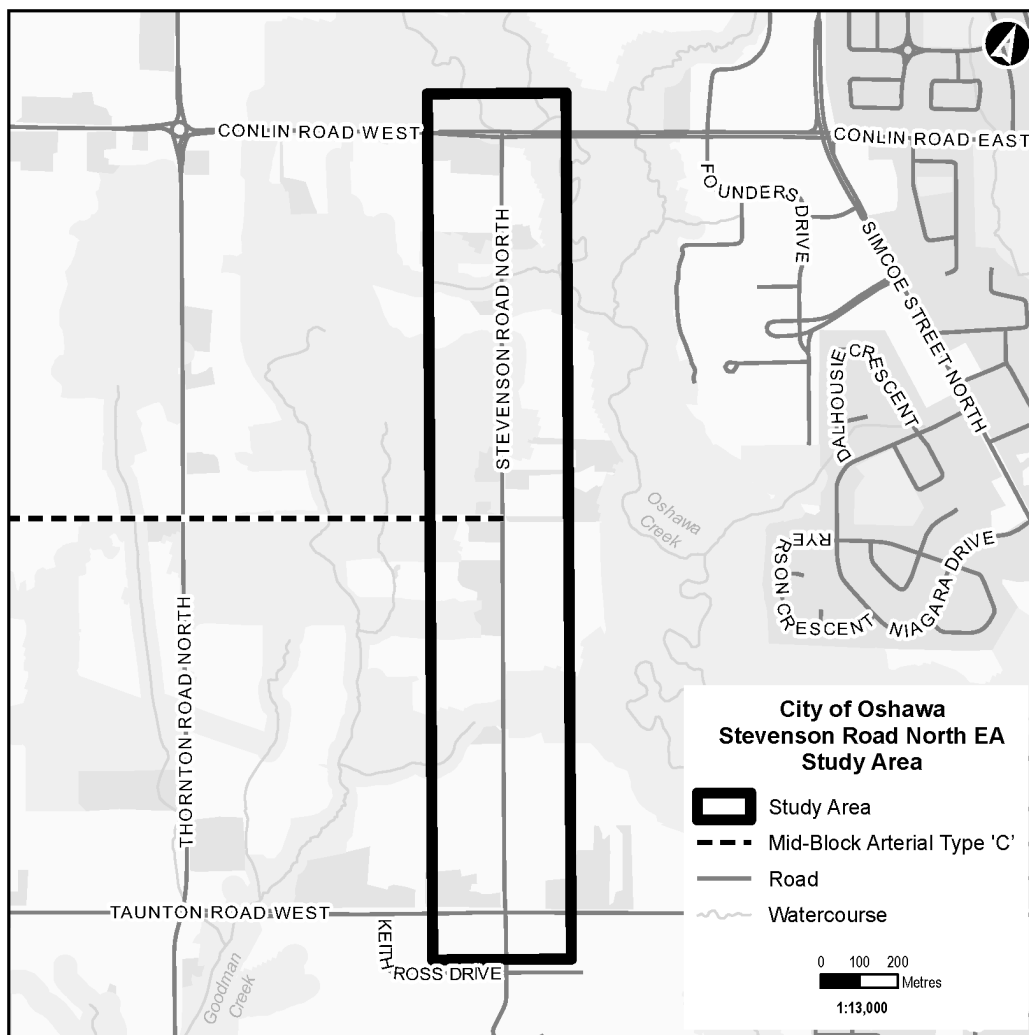 CONLIN ROAD WEST
CONLIN ROAD EAST
FOUNDERS DRIVE
SIMCOE STREET NORTH
STEVENSON ROAD NORTH
DALHOUSIE CRESCENT
Oshawa
Creek
RYERSON CRESCENT
NIAGARA DRIVE
THORNTON ROAD NORTH
TAUNTON ROAD WEST
KEITH
ROSS DRIVE
Goodman
Creek
City of Oshawa
Stevenson Road North EA
Study Area
Study Area
Mid-Block Arterial Type 'C'
Road
Watercourse
0 100 200
Metres
1:13,000